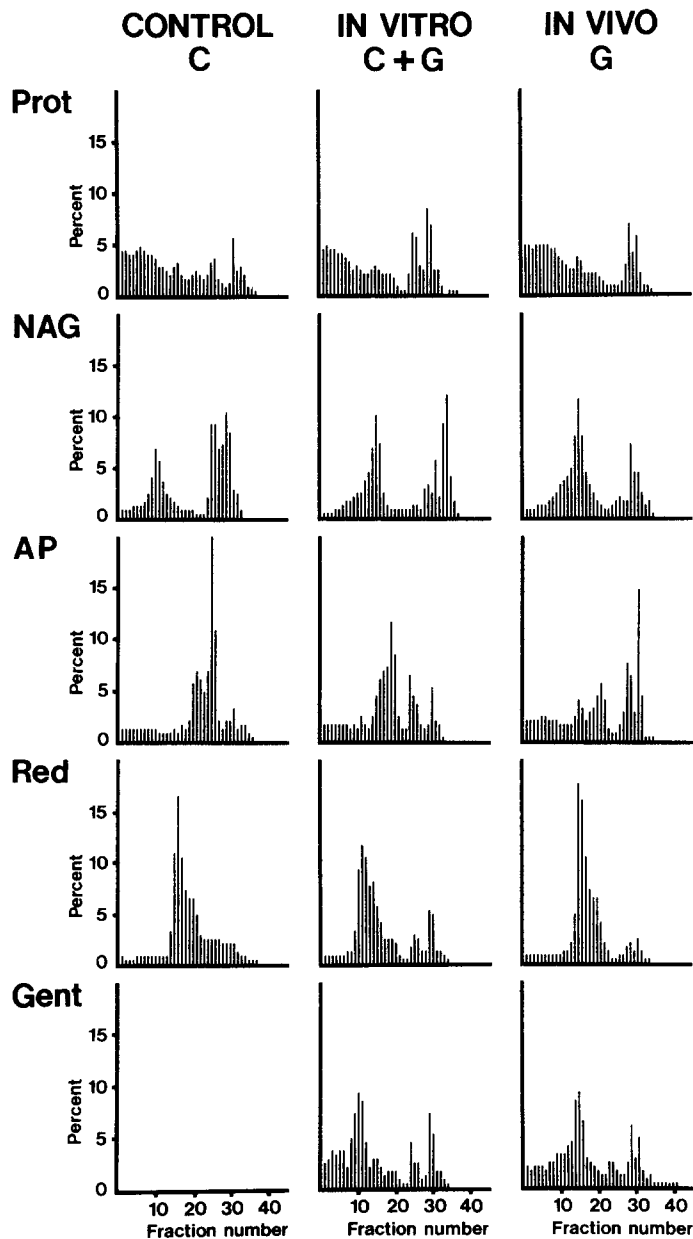 CONTROL IN VITRO IN VIVO
C C + G G
Prot
15
10
5
0
Percent
NAG
15
10
5
0
Percent
AP
15
10
5
0
Percent
Red
15
10
5
0
Percent
Gent
15
10
5
0
Percent
10 20 30 40 10 20 30 40 10 20 30 40
Fraction number Fraction number Fraction number